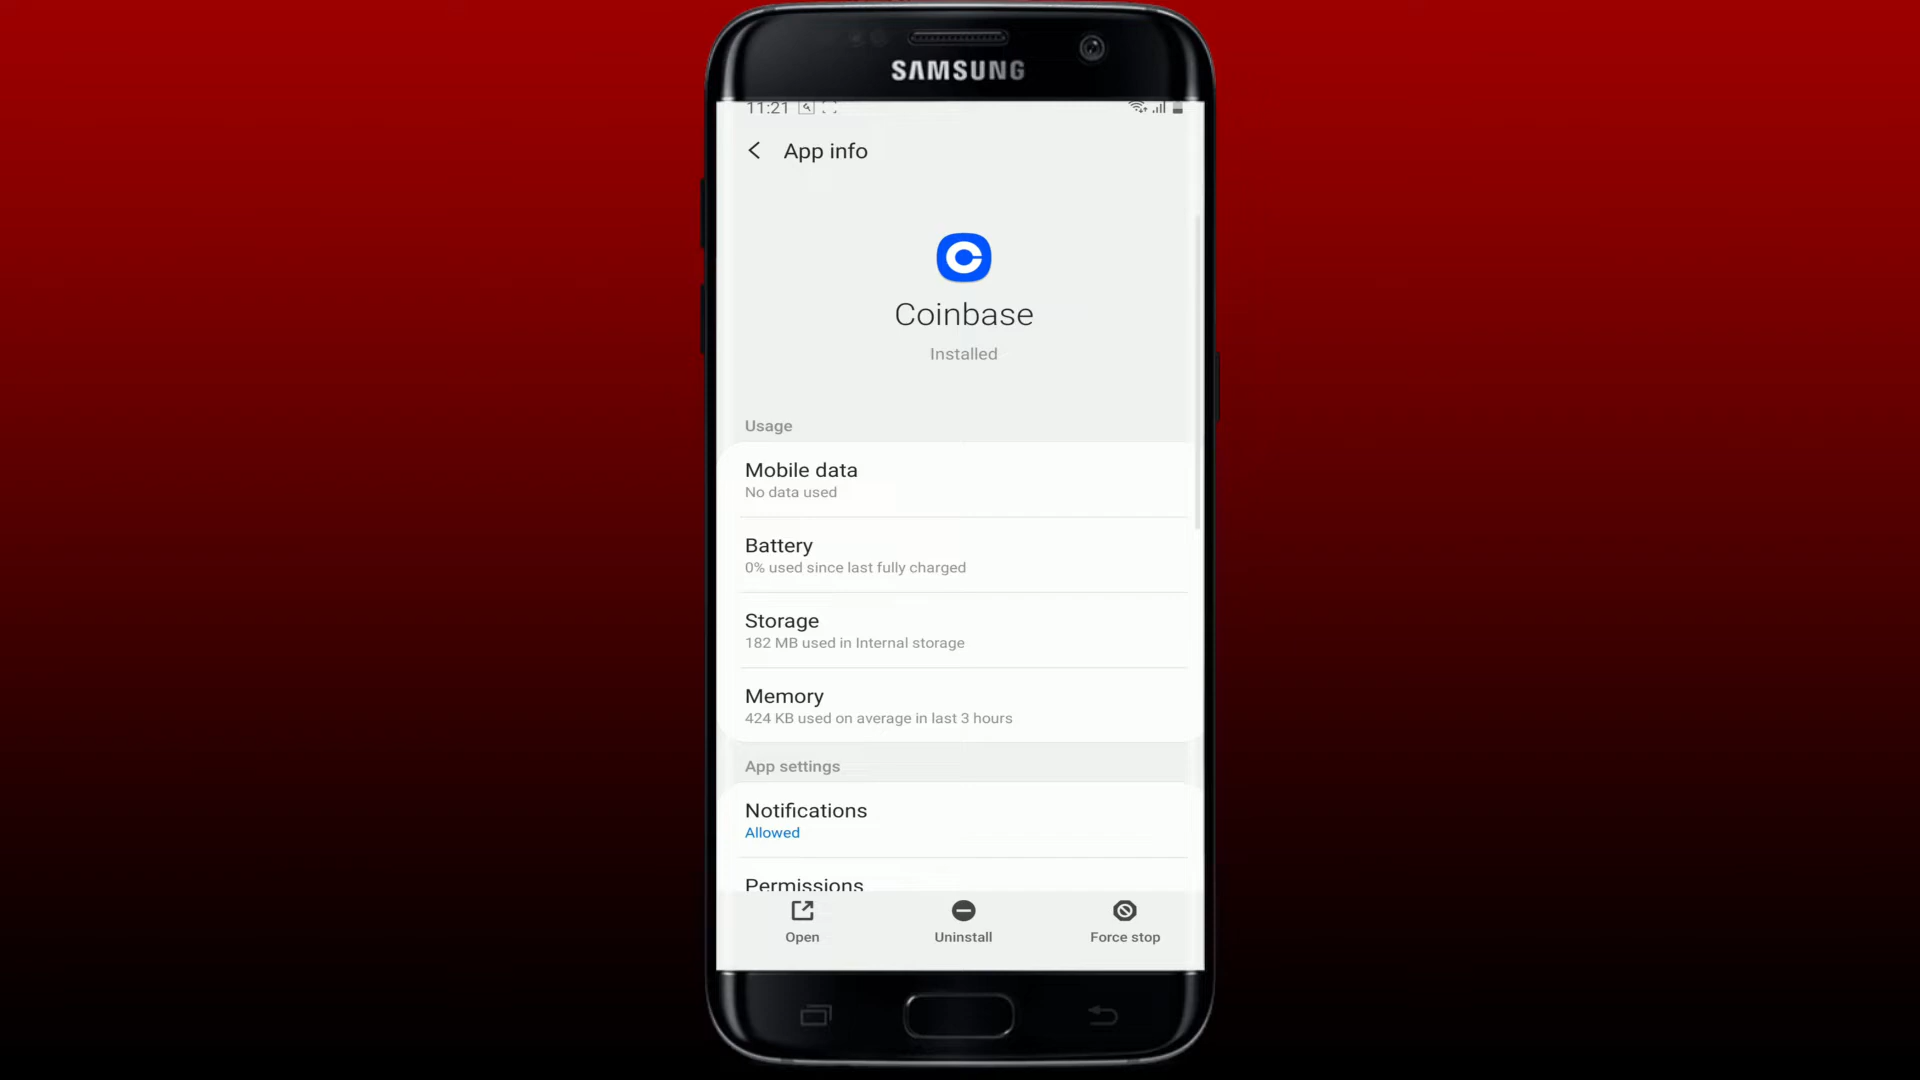 SAMSUNG
11:21
App info
Coinbase
Installed
Usage
Mobile data
No data used
Battery
0% used since last fully charged
Storage
182 MB used in Internal storage
Memory
424 KB used on average in last 3 hours
App settings
Notifications
Allowed
Permissions
Open
Uninstall
Force stop